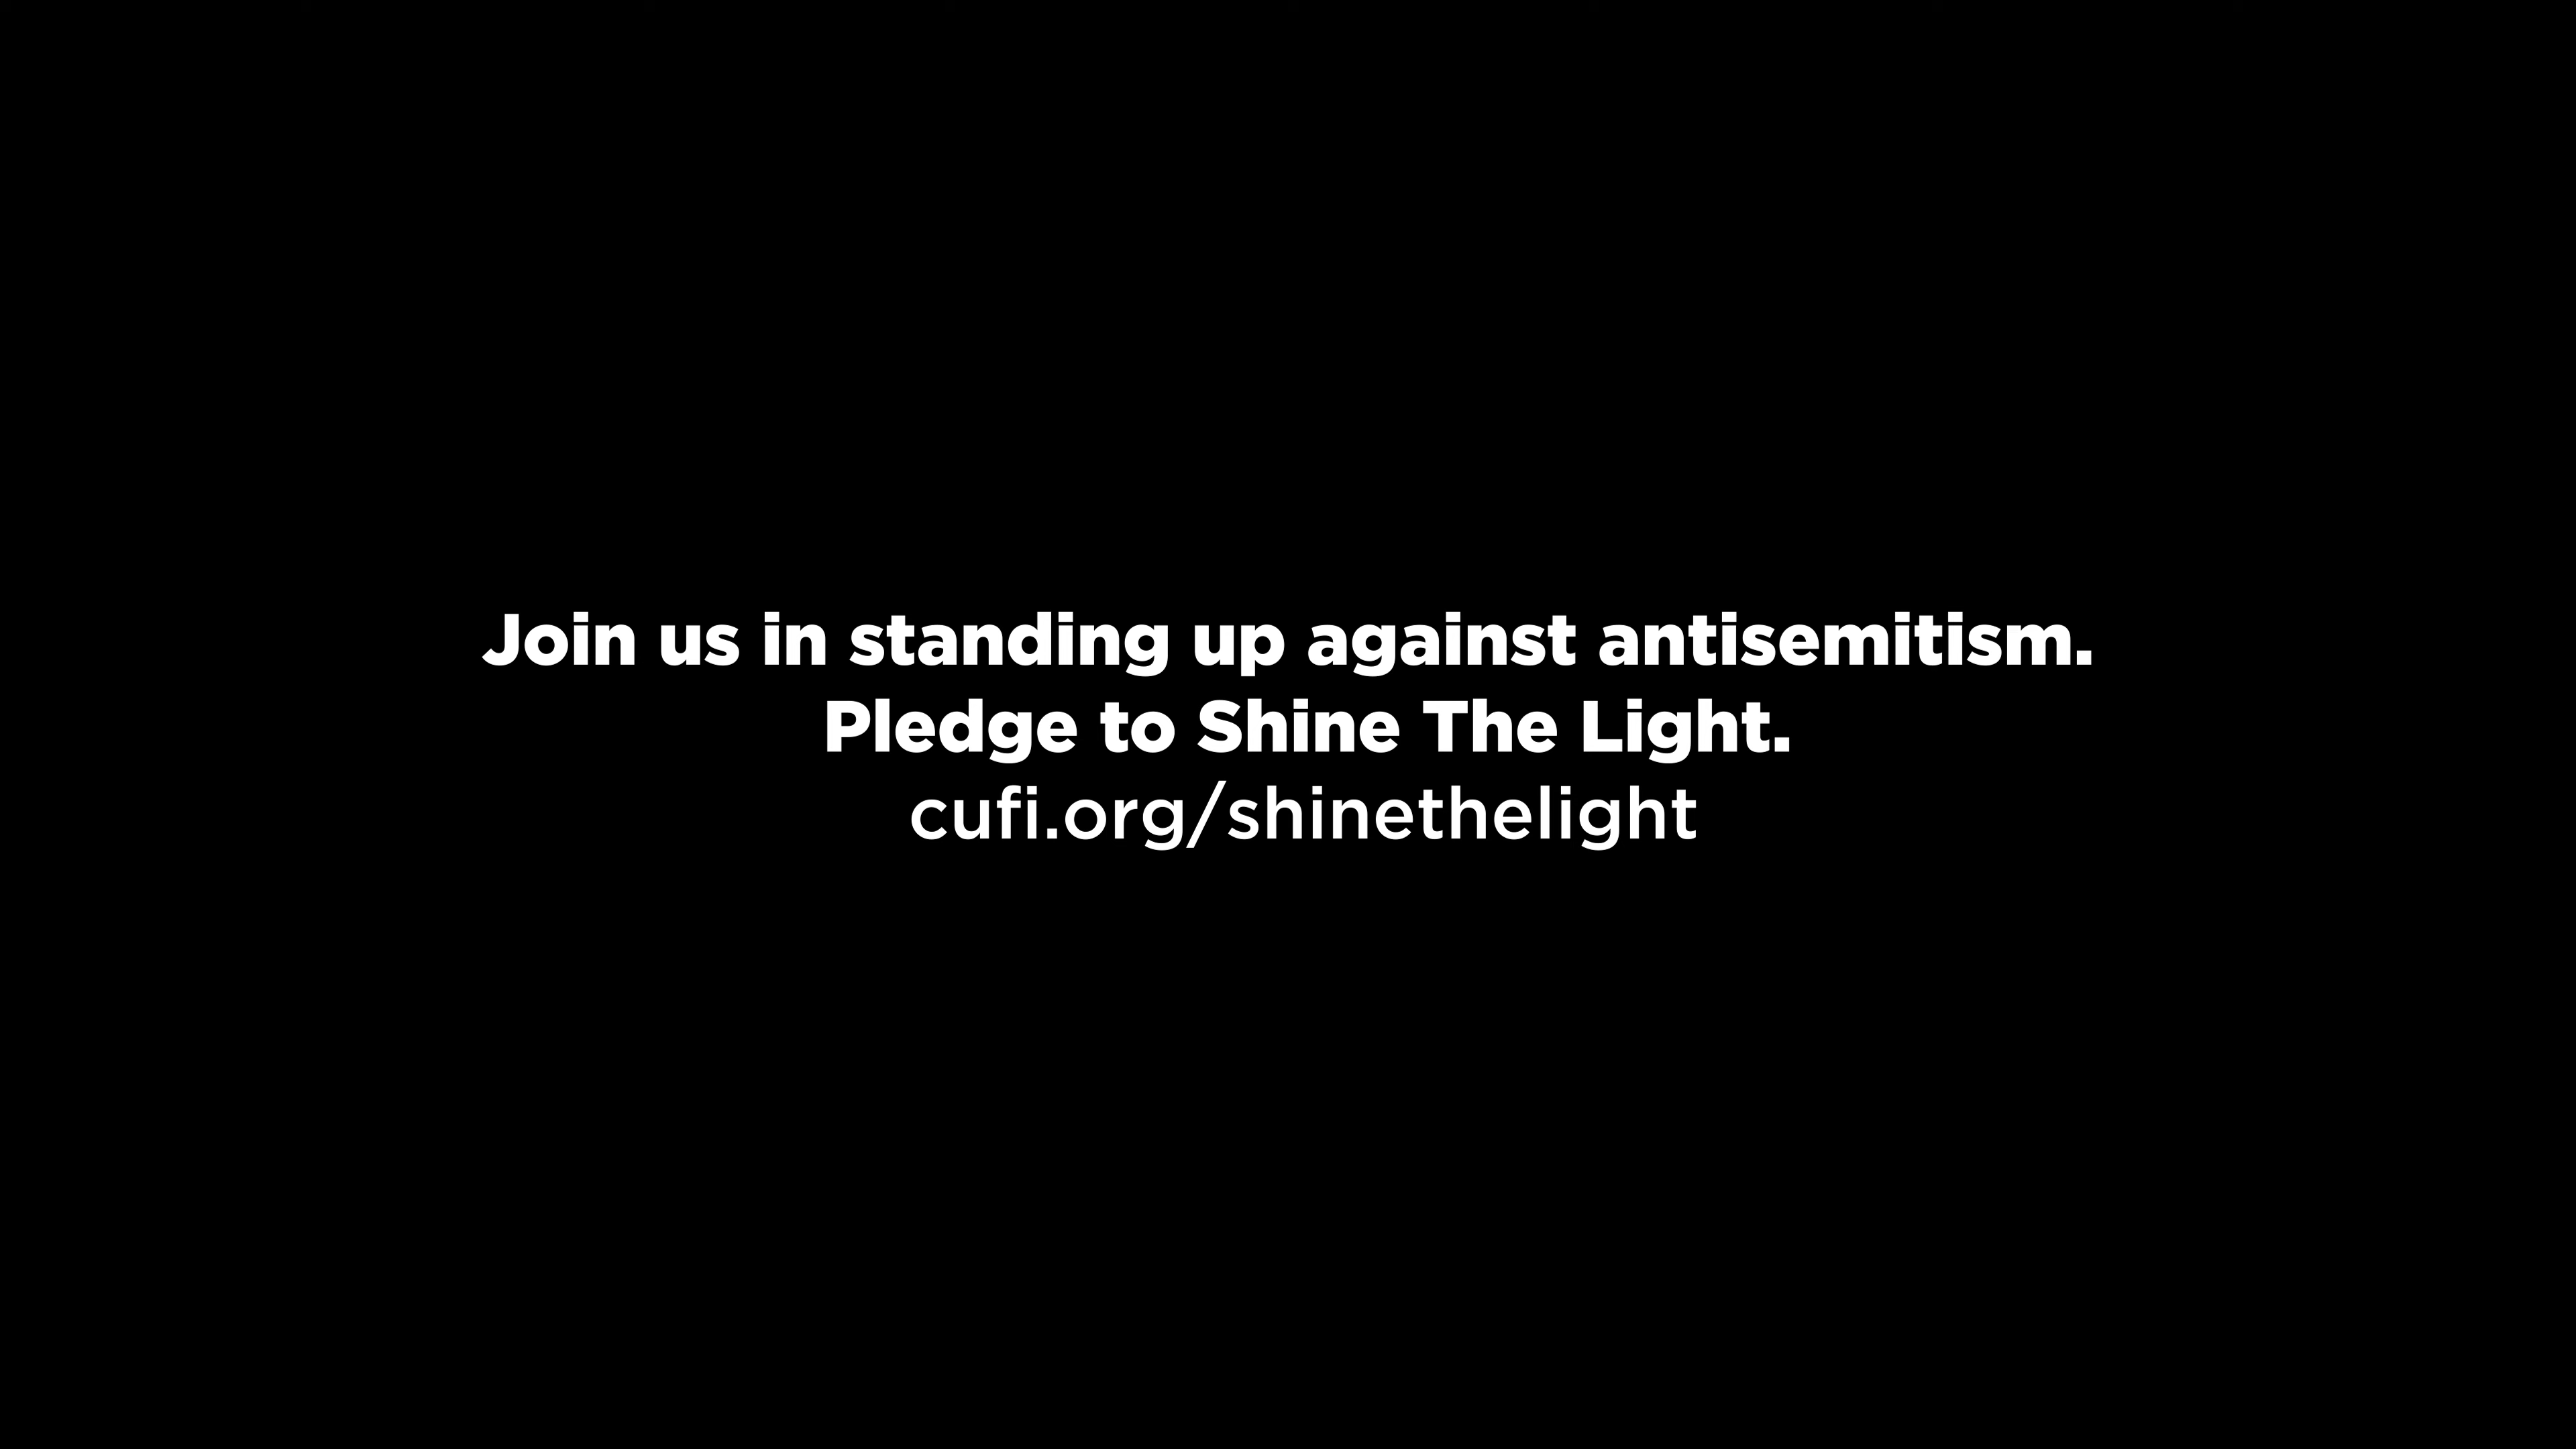 Join us in standing up against antisemitism.
Pledge to Shine The Light.
cufi.org/shinethelight